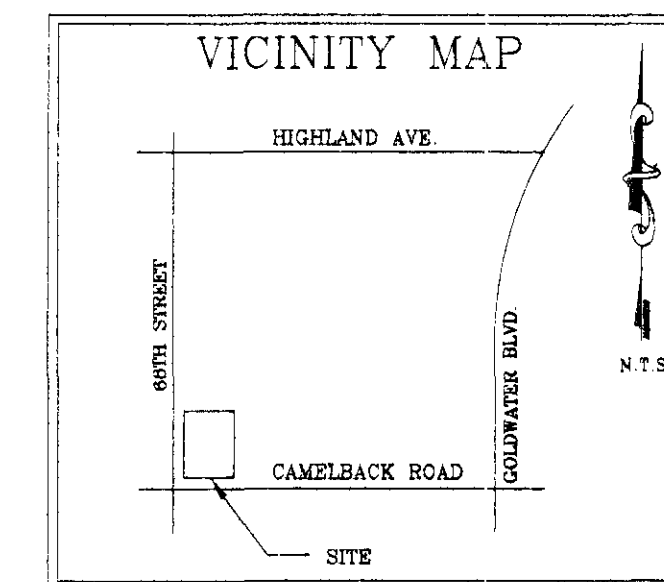 VICINITY MAP
HIGHLAND AVE.
68TH STREET
GOLDWATER BLVD.
N.T.S
CAMELBACK ROAD
SITE